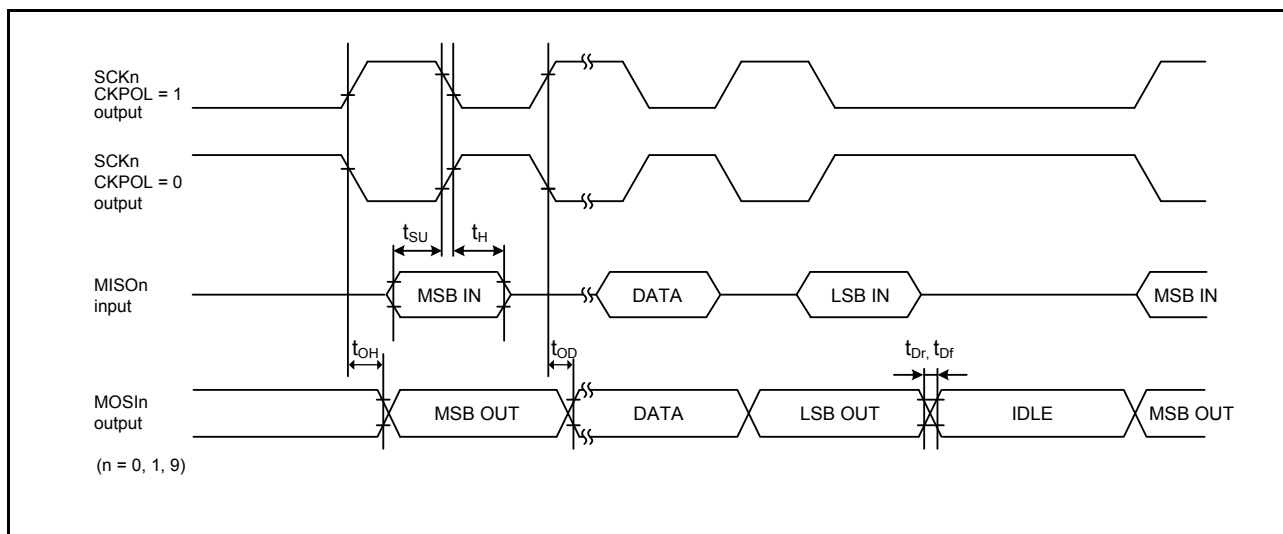 SCKn
CKPOL = 1
output
SCKn
CKPOL = 0
output
tSU tH
MISOn
input
MSB IN DATA LSB IN MSB IN
tOH tOD tDr, tDf
MOSIn
output
MSB OUT DATA LSB OUT IDLE MSB OUT
(n = 0, 1, 9)